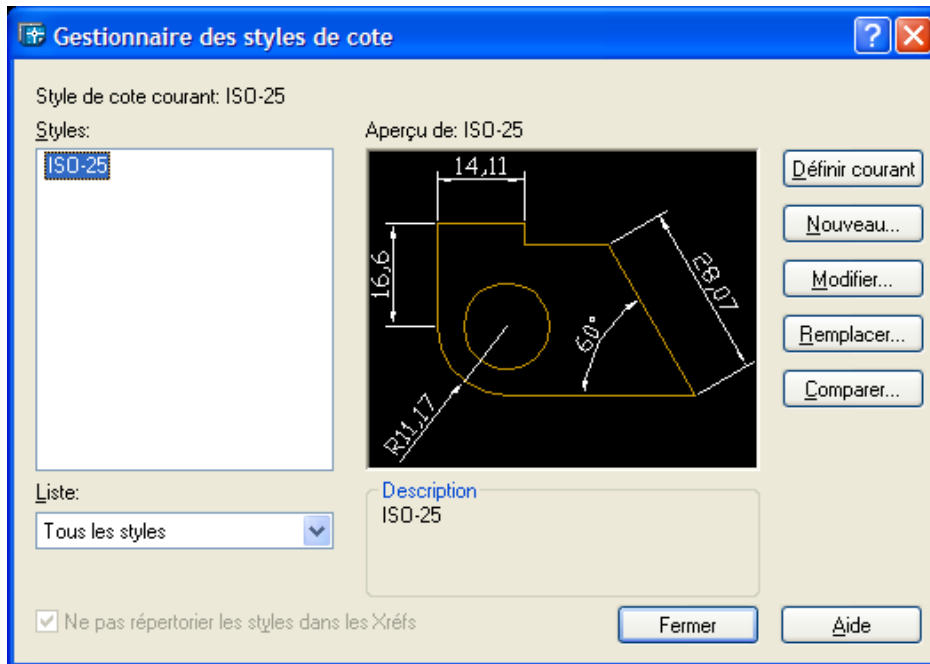 Gestionnaire des styles de cote
Style de cote courant: ISO-25
Styles:
ISO-25
Aperçu de: ISO-25
14,11
16,6
28,07
60°
R11,17
Définir courant
Nouveau...
Modifier...
Remplacer...
Comparer...
Liste:
Tous les styles
Description
ISO-25
Ne pas répertorier les styles dans les Xréfs
Fermer
Aide